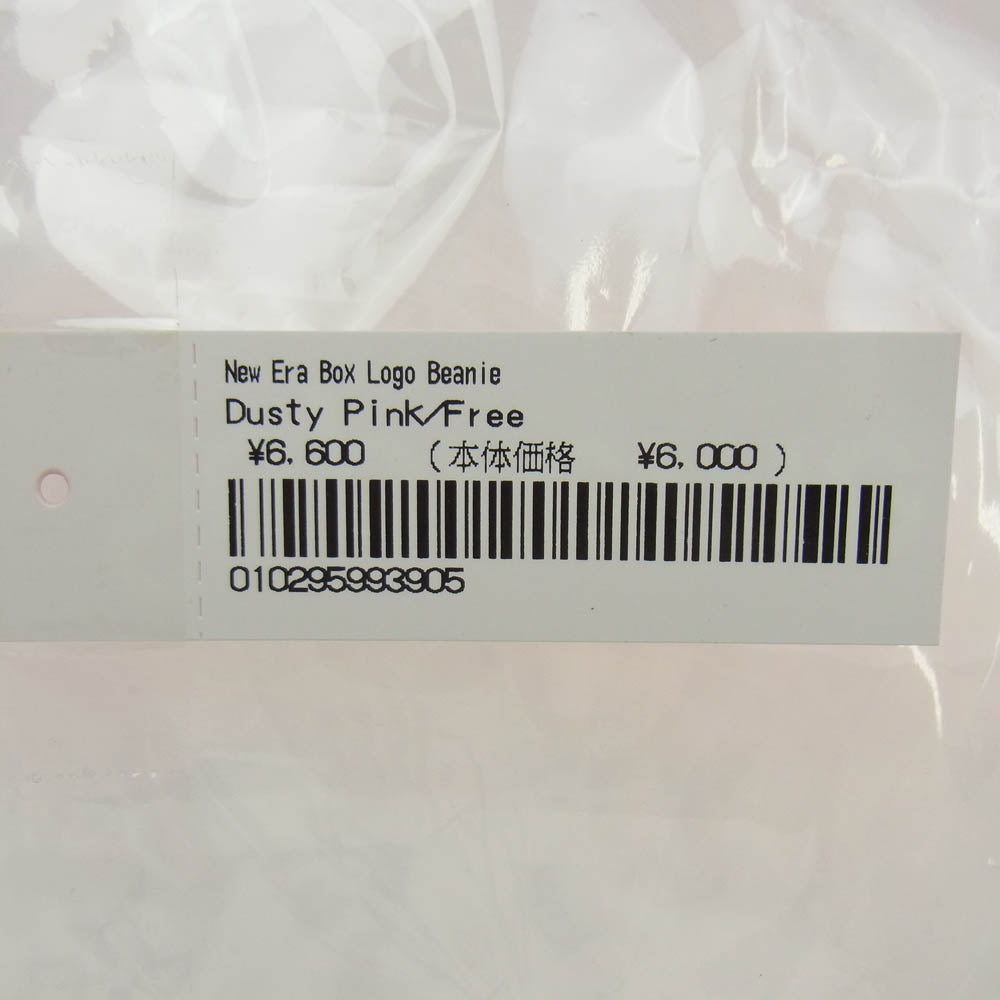 New Era Box Logo Beanie
Dusty Pink/Free
¥6,600 (本体価格 ¥6,000)
010295993905